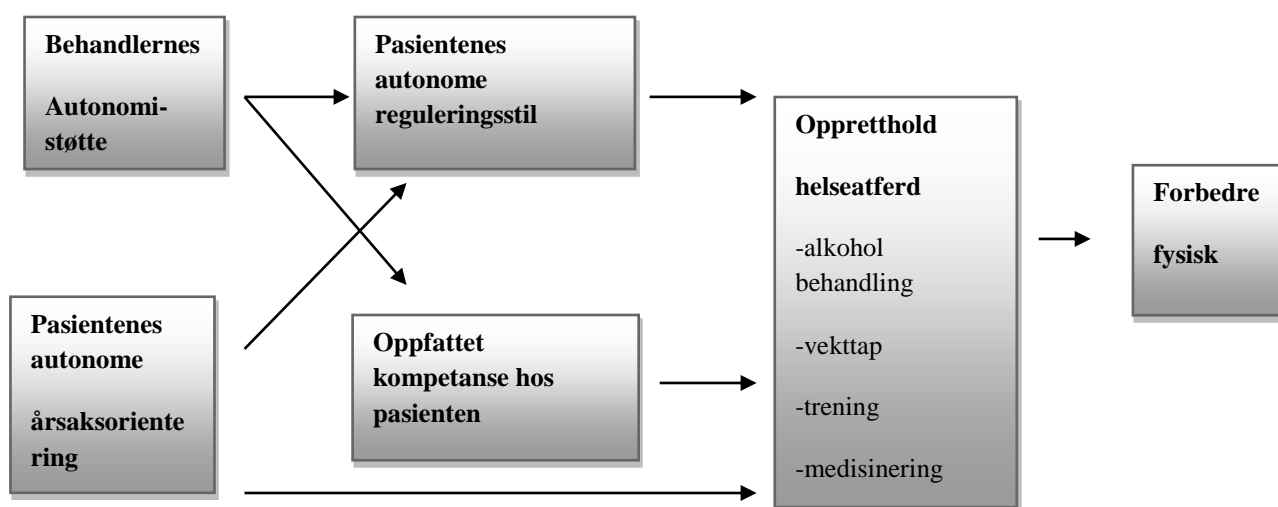 Behandlernes
Autonomi-
støtte
Pasientenes
autonome
reguleringsstil
Pasientenes
autonome
årsaksoriente
ring
Oppfattet
kompetanse hos
pasienten
Oppretthold
helseatferd
-alkohol
behandling
-vekttap
-trening
-medisinering
Forbedre
fysisk